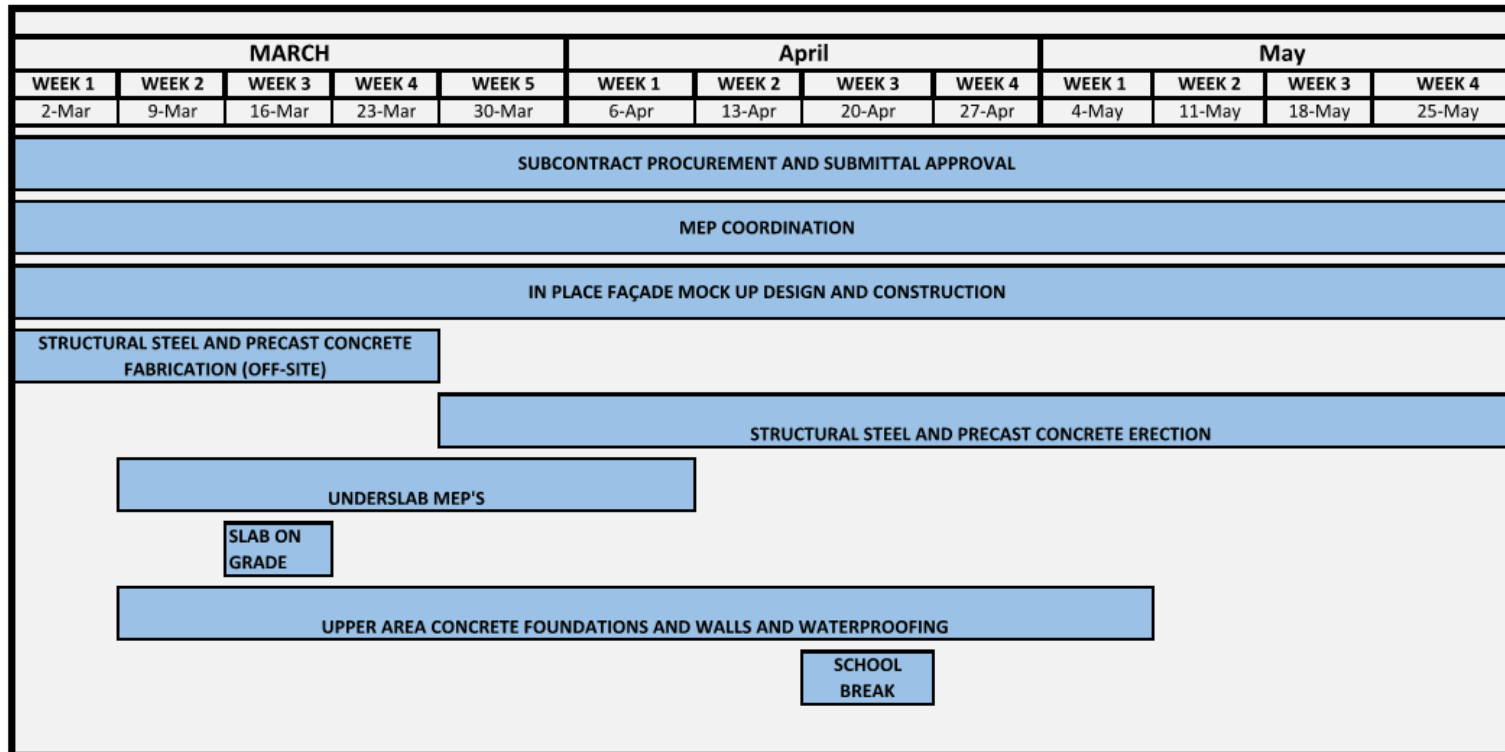 MARCH April May
WEEK 1 WEEK 2 WEEK 3 WEEK 4 WEEK 5 WEEK 1 WEEK 2 WEEK 3 WEEK 4 WEEK 1 WEEK 2 WEEK 3 WEEK 4
2-Mar 9-Mar 16-Mar 23-Mar 30-Mar 6-Apr 13-Apr 20-Apr 27-Apr 4-May 11-May 18-May 25-May
SUBCONTRACT PROCUREMENT AND SUBMITTAL APPROVAL
MEP COORDINATION
IN PLACE FAÇADE MOCK UP DESIGN AND CONSTRUCTION
STRUCTURAL STEEL AND PRECAST CONCRETE
FABRICATION (OFF-SITE)
STRUCTURAL STEEL AND PRECAST CONCRETE ERECTION
UNDERSLAB MEP'S
SLAB ON
GRADE
UPPER AREA CONCRETE FOUNDATIONS AND WALLS AND WATERPROOFING
SCHOOL
BREAK